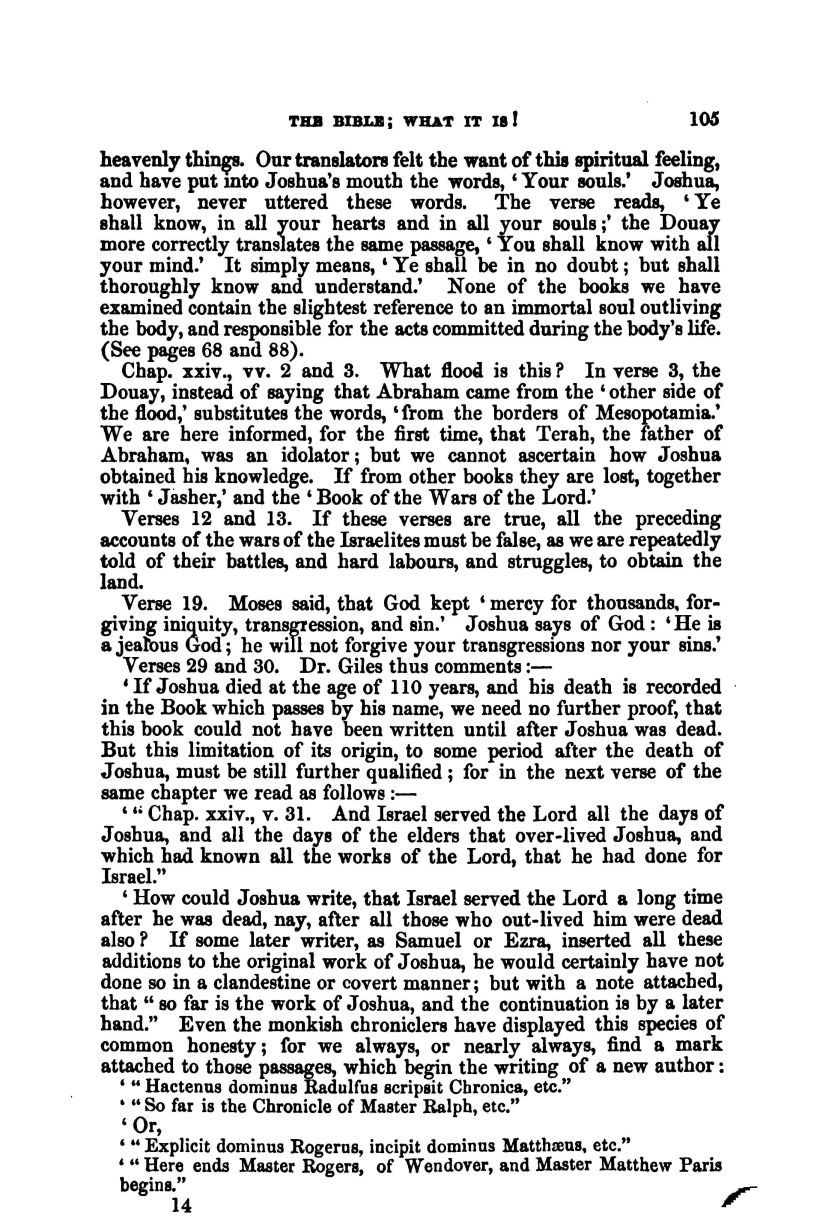 THE BIBLE; WHAT IT IS! 105
heavenly things. Our translators felt the want of this spiritual feeling,
and have put into Joshua's mouth the words, ‘Your souls.’ Joshua,
however, never uttered these words. The verse reads, ‘Ye
shall know, in all your hearts and in all your souls;’ the Douay
more correctly translates the same passage, ‘You shall know with all
your mind.’ It simply means, ‘Ye shall be in no doubt; but shall
thoroughly know and understand.’ None of the books we have
examined contain the slightest reference to an immortal soul outliving
the body, and responsible for the acts committed during the body's life.
(See pages 68 and 88).
Chap. xxiv., vv. 2 and 3. What flood is this? In verse 3, the
Douay, instead of saying that Abraham came from the ‘other side of
the flood,’ substitutes the words, ‘from the borders of Mesopotamia.’
We are here informed, for the first time, that Terah, the father of
Abraham, was an idolator; but we cannot ascertain how Joshua
obtained his knowledge. If from other books they are lost, together
with ‘Jasher,’ and the ‘Book of the Wars of the Lord.’
Verses 12 and 13. If these verses are true, all the preceding
accounts of the wars of the Israelites must be false, as we are repeatedly
told of their battles, and hard labours, and struggles, to obtain the
land.
Verse 19. Moses said, that God kept ‘mercy for thousands, for-
giving iniquity, transgression, and sin.’ Joshua says of God: ‘He is
a jealous God; he will not forgive your transgressions nor your sins.’
Verses 29 and 30. Dr. Giles thus comments:—
‘If Joshua died at the age of 110 years, and his death is recorded
in the Book which passes by his name, we need no further proof, that
this book could not have been written until after Joshua was dead.
But this limitation of its origin, to some period after the death of
Joshua, must be still further qualified; for in the next verse of the
same chapter we read as follows:—
‘“ Chap. xxiv., v. 31. And Israel served the Lord all the days of
Joshua, and all the days of the elders that over-lived Joshua, and
which had known all the works of the Lord, that he had done for
Israel.”
‘How could Joshua write, that Israel served the Lord a long time
after he was dead, nay, after all those who out-lived him were dead
also? If some later writer, as Samuel or Ezra, inserted all these
additions to the original work of Joshua, he would certainly have not
done so in a clandestine or covert manner; but with a note attached,
that “so far is the work of Joshua, and the continuation is by a later
hand.” Even the monkish chroniclers have displayed this species of
common honesty; for we always, or nearly always, find a mark
attached to those passages, which begin the writing of a new author:
‘“Hactenus dominus Radulfus scripsit Chronica, etc.”
‘“So far is the Chronicle of Master Ralph, etc.”
‘Or,
‘“Explicit dominus Rogerus, incipit dominus Matthæus, etc.”
‘“Here ends Master Rogers, of Wendover, and Master Matthew Paris
begins.”
14